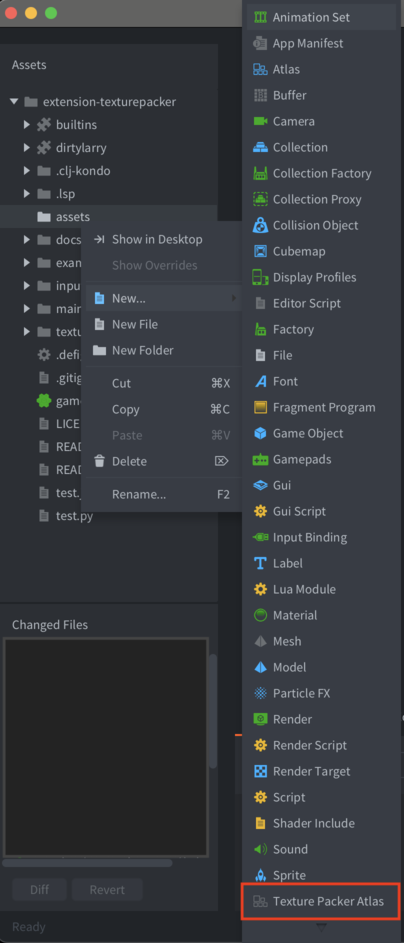 Assets
extension-texturepacker
builtins
dirtylarry
.clj-kondo
.lsp
assets
docs
exam
input
main
textu
.defi
.gitig
game
LICE
READ
READ
test.
test.py
Show in Desktop
Show Overrides
New...
New File
New Folder
Cut ⌘X
Copy ⌘C
Paste ⌘V
Delete ⌦
Rename... F2
Animation Set
App Manifest
Atlas
Buffer
Camera
Collection
Collection Factory
Collection Proxy
Collision Object
Cubemap
Display Profiles
Editor Script
Factory
File
Font
Fragment Program
Game Object
Gamepads
Gui
Gui Script
Input Binding
Label
Lua Module
Material
Mesh
Model
Particle FX
Render
Render Script
Render Target
Script
Shader Include
Sound
Sprite
Texture Packer Atlas
Changed Files
Diff
Revert
Ready